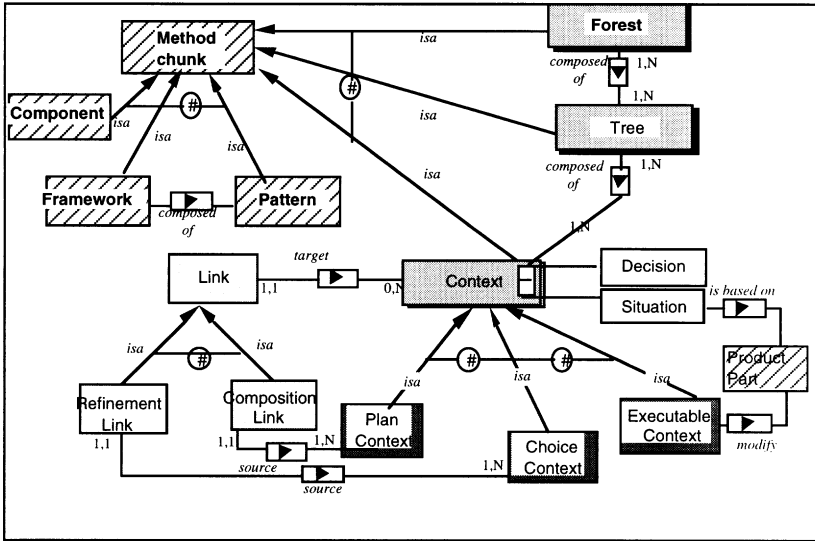 Method
chunk
isa
Forest
composed
of
1,N
#
1,N
Component
isa
#
isa
Tree
isa
isa
composed
of
1,N
isa
Framework
composed
of
Pattern
1,N
target
Link
1,1
0,N
Context
Decision
Situation
is based on
isa
isa
#
isa
#
#
isa
isa
Product
Part
Refinement
Link
Composition
Link
Plan
Context
Executable
Context
1,1
1,1
1,N
source
Choice
Context
modify
1,N
source